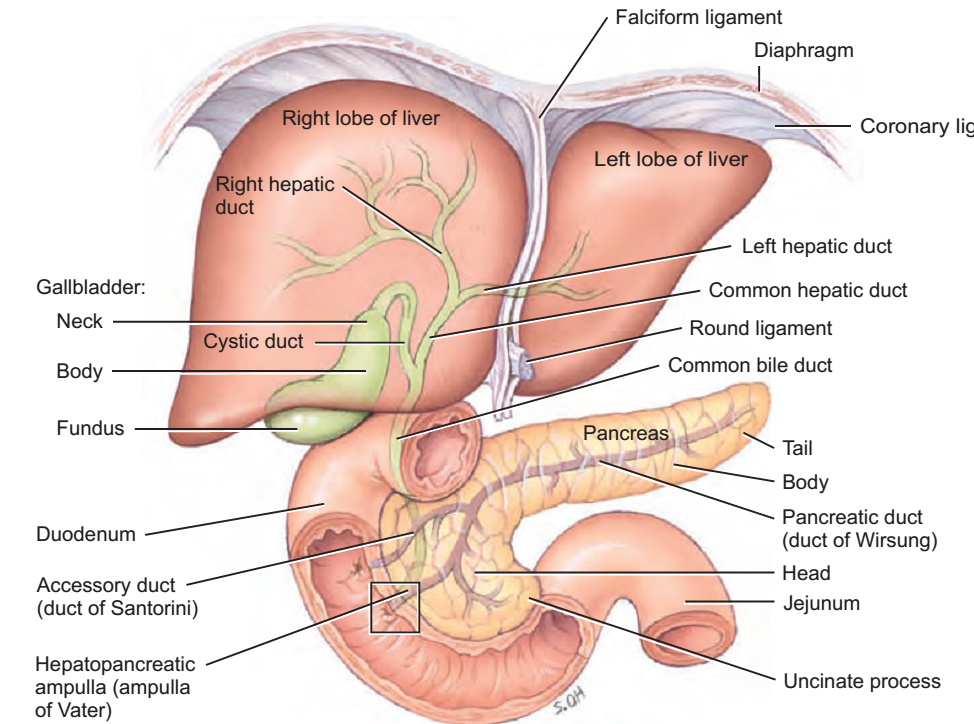 Falciform ligament
Diaphragm
Coronary lig
Right lobe of liver
Left lobe of liver
Right hepatic
duct
Left hepatic duct
Gallbladder:
Common hepatic duct
Neck
Round ligament
Cystic duct
Common bile duct
Body
Fundus
Pancreas
Tail
Body
Duodenum
Pancreatic duct
(duct of Wirsung)
Head
Accessory duct
(duct of Santorini)
Jejunum
Hepatopancreatic
ampulla (ampulla
of Vater)
Uncinate process
S.QH